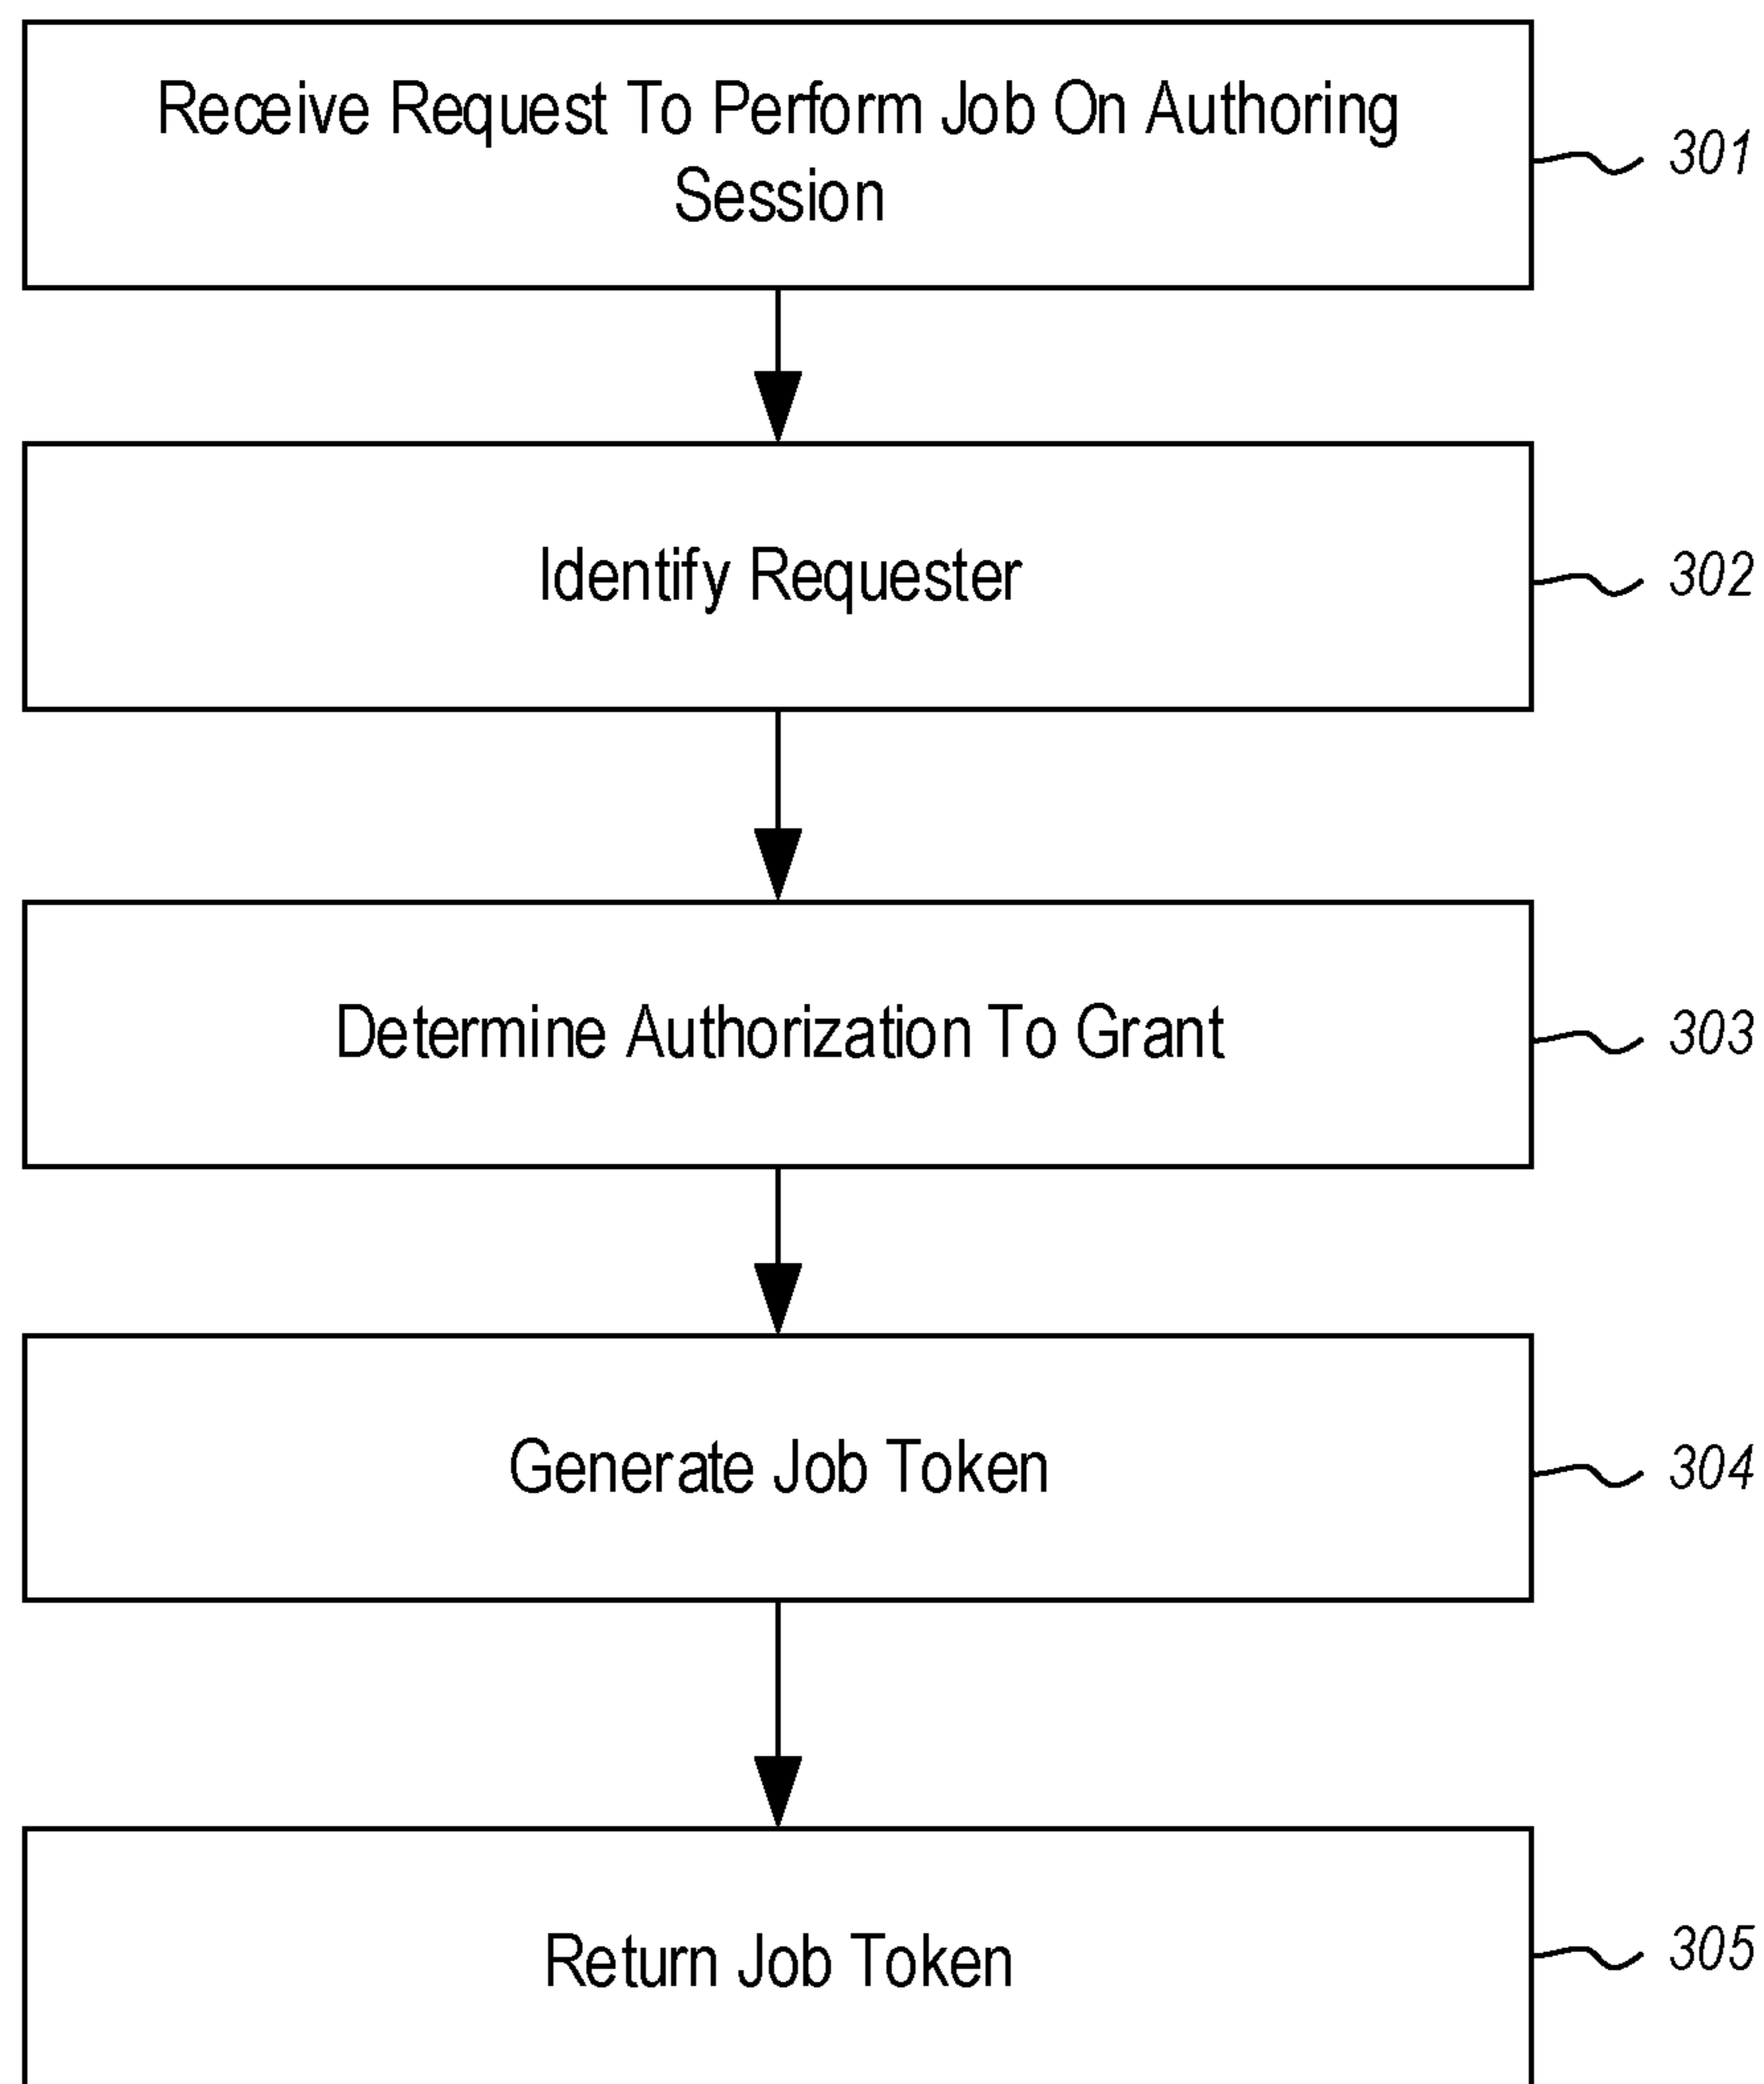 Receive Request To Perform Job On Authoring
Session
301
Identify Requester
302
Determine Authorization To Grant
303
Generate Job Token
304
Return Job Token
305